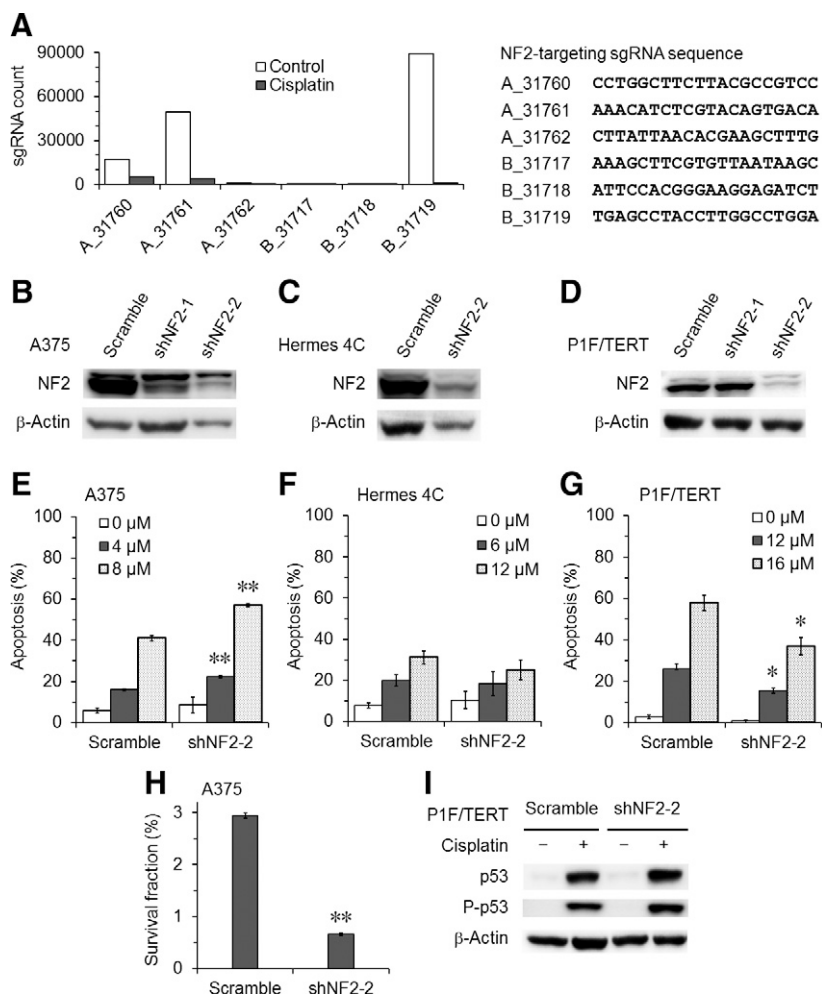 A
90000
60000
30000
0
sgRNA count
Control
Cisplatin
A_31760
A_31761
A_31762
B_31717
B_31718
B_31719
NF2-targeting sgRNA sequence
A_31760 CCTGGCTTCTTACGCCGTCC
A_31761 AAACATCTCGTACAGTGACA
A_31762 CTTATTAACACGAAGCTTTG
B_31717 AAAGCTTCGTGTTAATAAGC
B_31718 ATTCCACGGGAAGGAGATCT
B_31719 TGAGCCTACCTTGGCCTGGA
B
A375
Scramble
shNF2-1
shNF2-2
NF2
β-Actin
C
Hermes 4C
Scramble
shNF2-2
NF2
β-Actin
D
P1F/TERT
Scramble
shNF2-1
shNF2-2
NF2
β-Actin
E
A375
100
80
60
40
20
0
Apoptosis (%)
0 µM
4 µM
8 µM
**
**
Scramble shNF2-2
F
Hermes 4C
100
80
60
40
20
0
Apoptosis (%)
0 µM
6 µM
12 µM
Scramble shNF2-2
G
P1F/TERT
100
80
60
40
20
0
Apoptosis (%)
0 µM
12 µM
16 µM
*
*
Scramble shNF2-2
H
A375
3
2
1
0
Survival fraction (%)
**
Scramble shNF2-2
I
P1F/TERT Scramble shNF2-2
Cisplatin – + – +
p53
P-p53
β-Actin